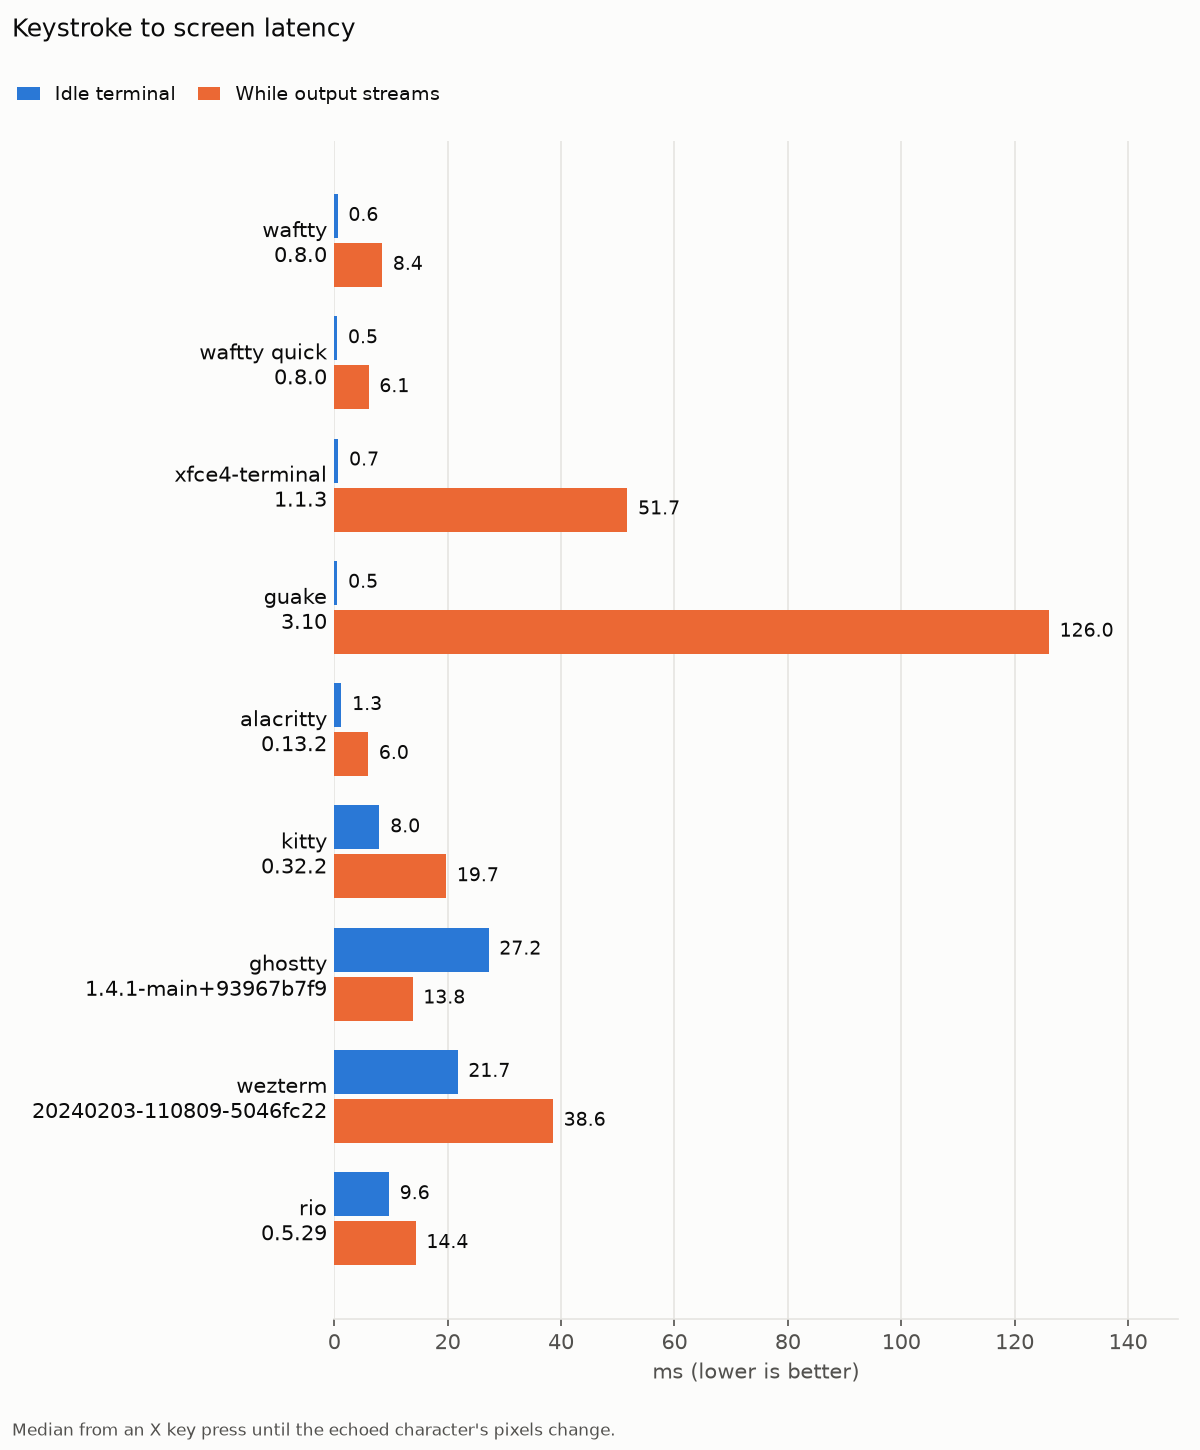 Keystroke to screen latency
Idle terminal While output streams
waftty
0.8.0
0.6
8.4
waftty quick
0.8.0
0.5
6.1
xfce4-terminal
1.1.3
0.7
51.7
guake
3.10
0.5
126.0
alacritty
0.13.2
1.3
6.0
kitty
0.32.2
8.0
19.7
ghostty
1.4.1-main+93967b7f9
27.2
13.8
wezterm
20240203-110809-5046fc22
21.7
38.6
rio
0.5.29
9.6
14.4
0 20 40 60 80 100 120 140
ms (lower is better)
Median from an X key press until the echoed character's pixels change.